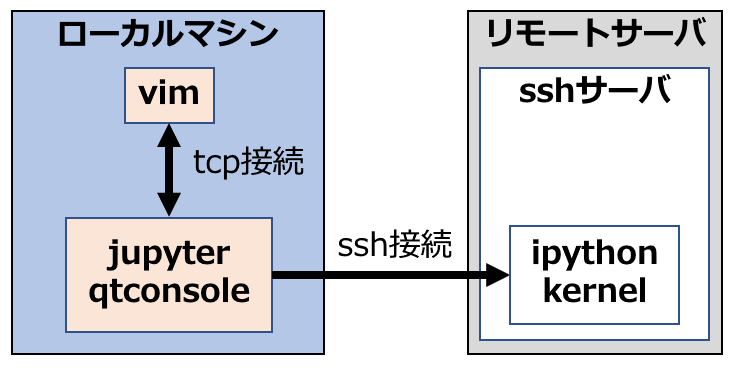 ローカルマシン
vim
tcp接続
jupyter
qtconsole
ssh接続
リモートサーバ
sshサーバ
ipython
kernel